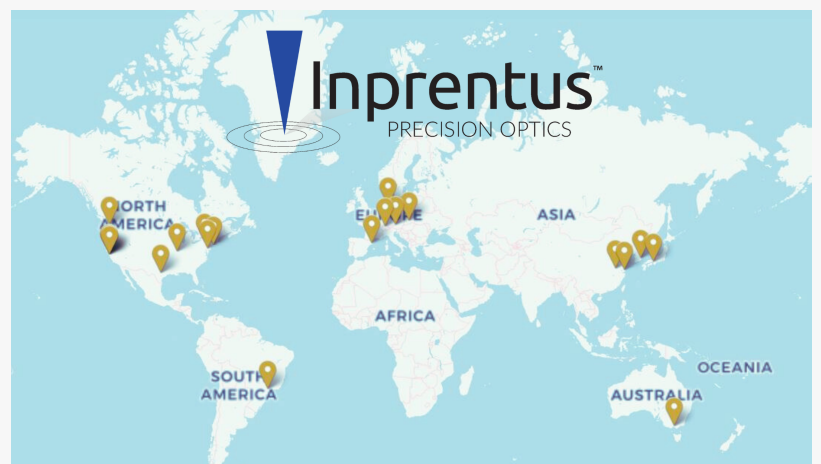 Inprentus™
PRECISION OPTICS
NORTH
AMERICA
EUROPE
ASIA
AFRICA
SOUTH
AMERICA
OCEANIA
AUSTRALIA